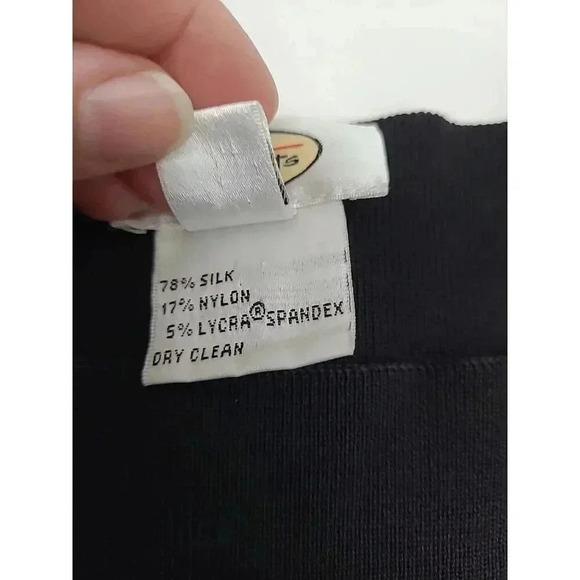 78% SILK
17% NYLON
5% LYCRA® SPANDEX
DRY CLEAN